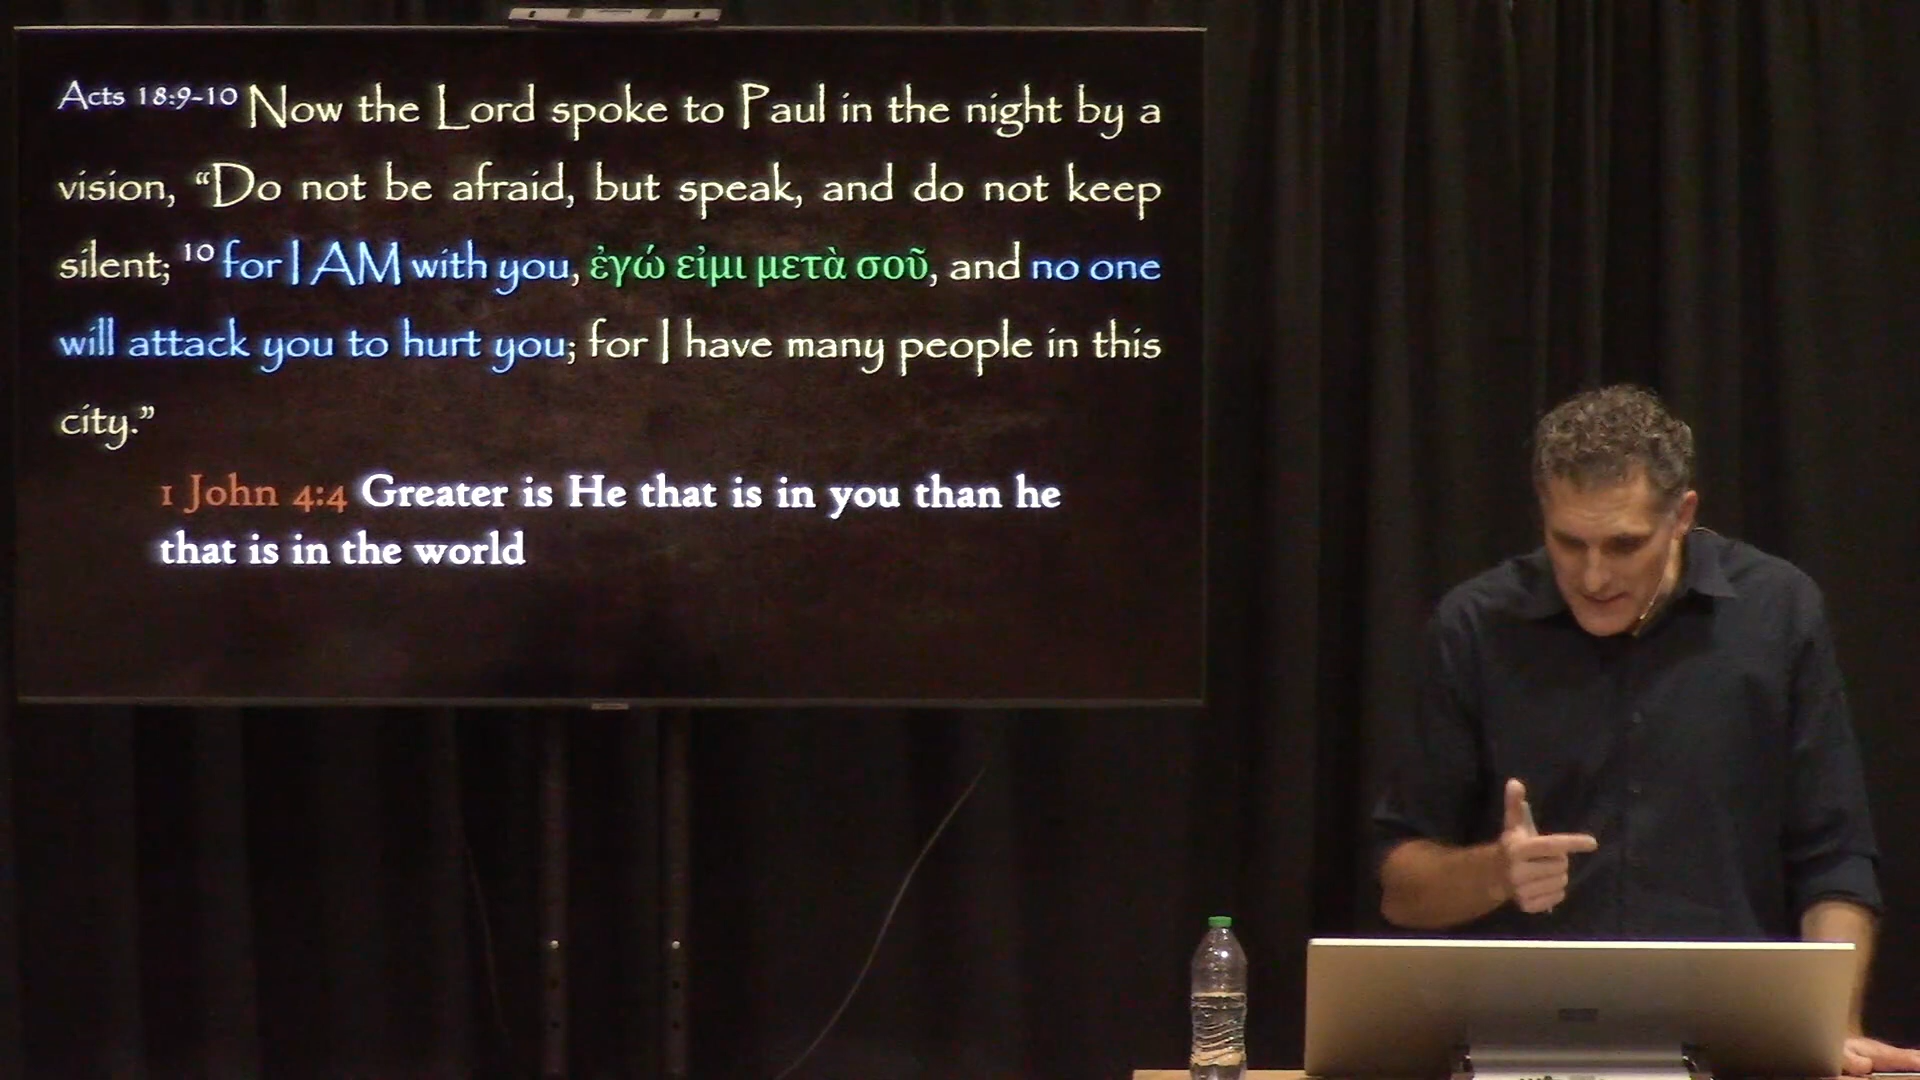 Acts 18:9-10 Now the Lord spoke to Paul in the night by a
vision, “Do not be afraid, but speak, and do not keep
silent; 10 for I AM with you, ἐγώ εἰμι μετὰ σοῦ, and no one
will attack you to hurt you; for I have many people in this
city.”
1 John 4:4 Greater is He that is in you than he
that is in the world